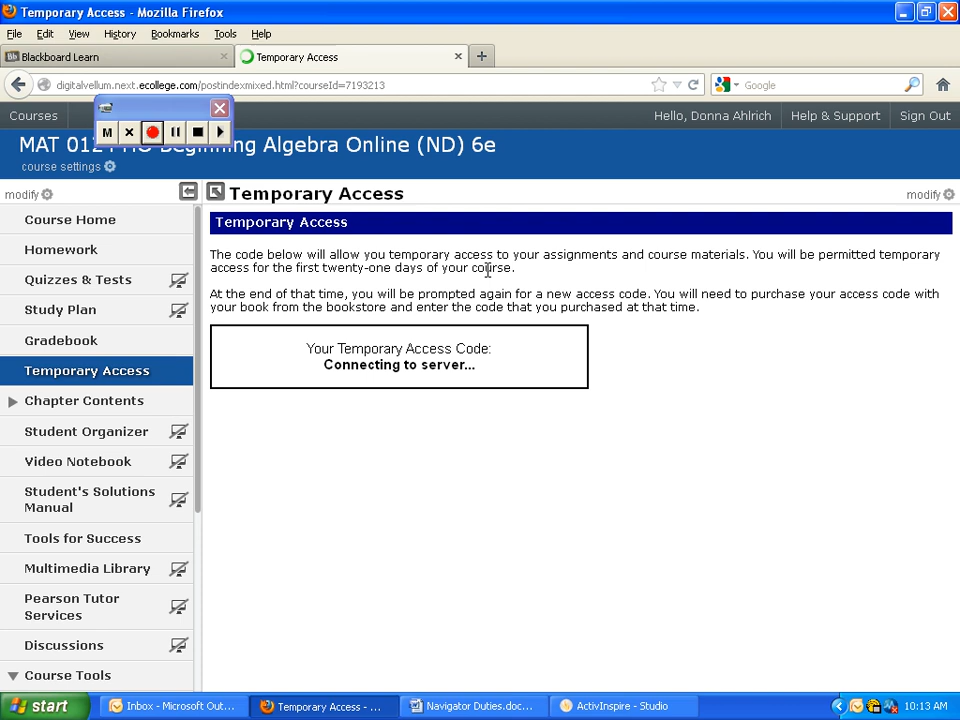 Temporary Access - Mozilla Firefox
File Edit View History Bookmarks Tools Help
Blackboard Learn
Temporary Access
digitalvellum.next.ecollege.com/postindexmixed.html?courseId=7193213
Google
Courses
Hello, Donna Ahlrich
Help & Support
Sign Out
M
Beginning Algebra Online (ND) 6e
course settings
modify
Temporary Access
modify
Course Home
Homework
Quizzes & Tests
Study Plan
Gradebook
Temporary Access
Chapter Contents
Student Organizer
Video Notebook
Student's Solutions
Manual
Tools for Success
Multimedia Library
Pearson Tutor
Services
Discussions
Course Tools
Temporary Access
The code below will allow you temporary access to your assignments and course materials. You will be permitted temporary
access for the first twenty-one days of your course.
At the end of that time, you will be prompted again for a new access code. You will need to purchase your access code with
your book from the bookstore and enter the code that you purchased at that time.
Your Temporary Access Code:
Connecting to server...
start
Inbox - Microsoft Out...
Temporary Access - ...
Navigator Duties.doc...
ActivInspire - Studio
10:13 AM